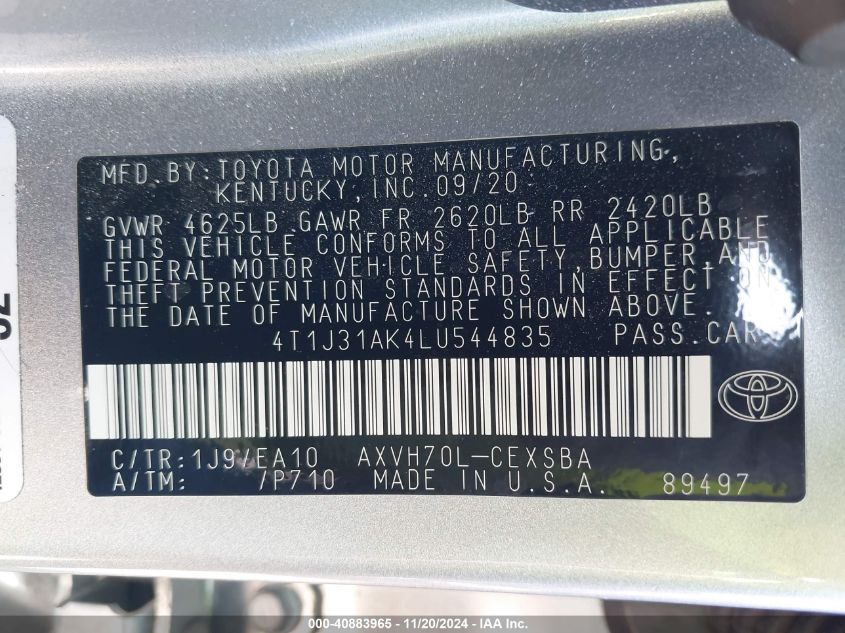 MFD.BY:TOYOTA MOTOR MANUFACTURING,
KENTUCKY,INC.09/20
GVWR 4625LB GAWR FR 2620LB RR 2420LB
THIS VEHICLE CONFORMS TO ALL APPLICABLE
FEDERAL MOTOR VEHICLE SAFETY,BUMPER,AND
THEFT PREVENTION STANDARDS IN EFFECT ON
THE DATE OF MANUFACTURE SHOWN ABOVE.
4T1J31AK4LU544835 PASS.CAR
C/TR:1J9/EA10 AXVH70L-CEXSBA
A/TM: /P710 MADE IN U.S.A. 89497
000-40883965 - 11/20/2024 - IAAI.COM